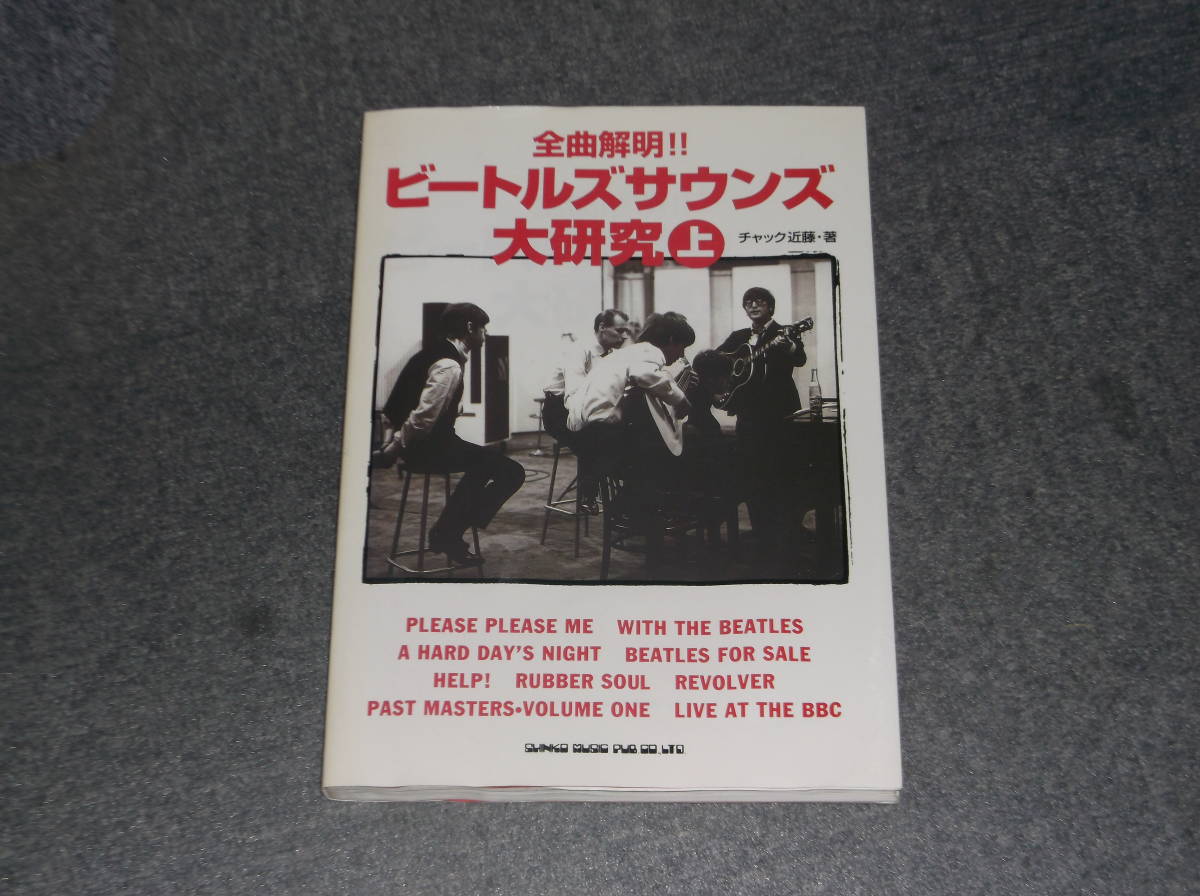 全曲解明!!
ビートルズサウンズ
大研究上
チャック近藤・著
PLEASE PLEASE ME WITH THE BEATLES
A HARD DAY'S NIGHT BEATLES FOR SALE
HELP! RUBBER SOUL REVOLVER
PAST MASTERS•VOLUME ONE LIVE AT THE BBC
SHINKO MUSIC PUB CO.,LTD.